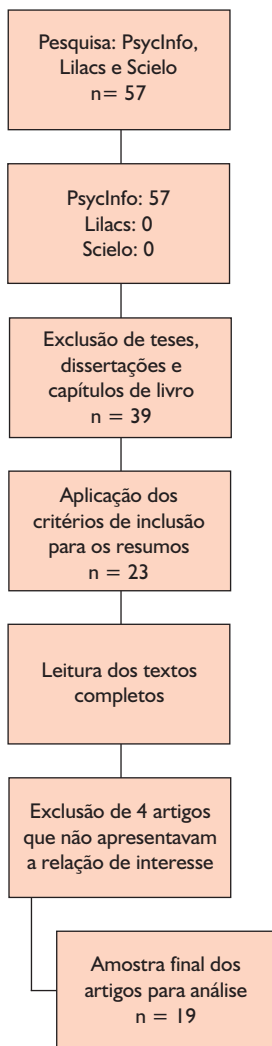 Pesquisa: PsycInfo,
Lilacs e Scielo
n= 57
PsycInfo: 57
Lilacs: 0
Scielo: 0
Exclusão de teses,
dissertações e
capítulos de livro
n = 39
Aplicação dos
critérios de inclusão
para os resumos
n = 23
Leitura dos textos
completos
Exclusão de 4 artigos
que não apresentavam
a relação de interesse
Amostra final dos
artigos para análise
n = 19